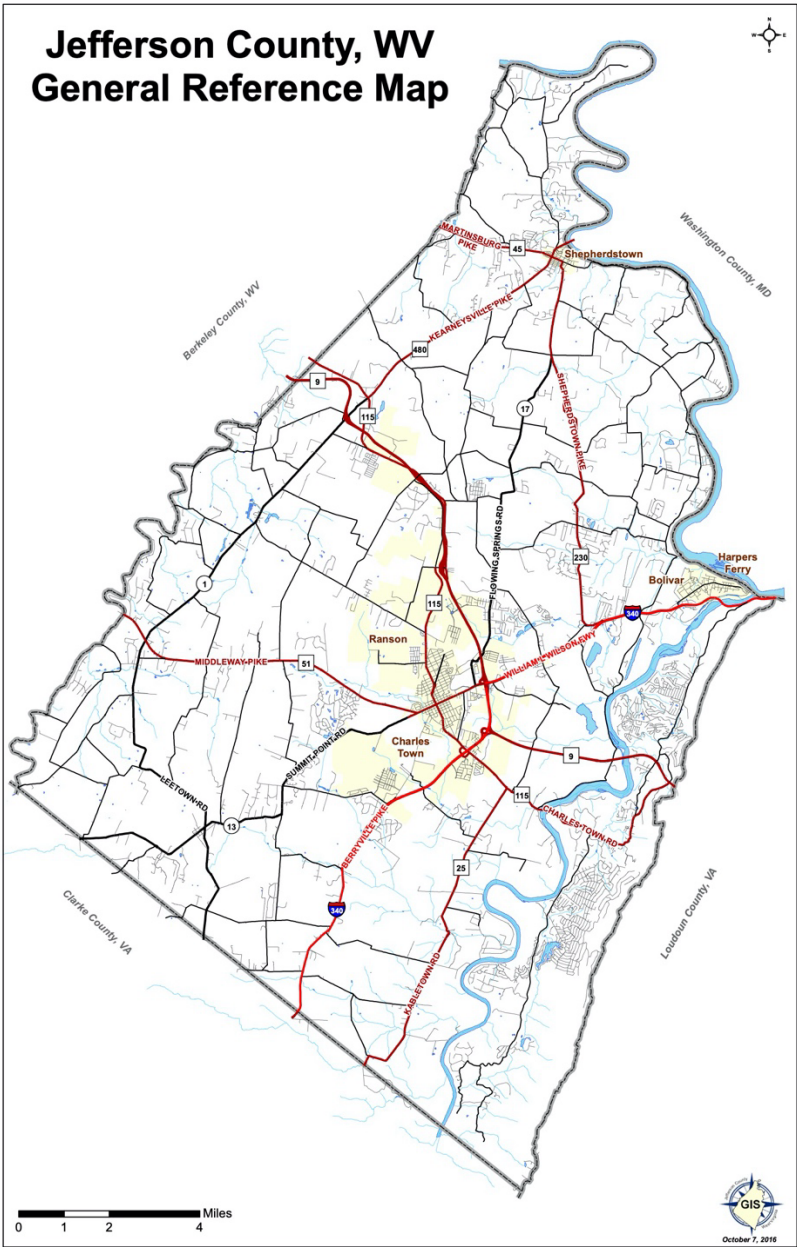 Jefferson County, WV
General Reference Map
N
W
E
S
Washington County, MD
Berkeley County, WV
MARTINSBURG
PIKE
45
Shepherdstown
KEARNEYSVILLE PIKE
480
9
115
17
SHEPHERDSTOWN PIKE
FLOWING SPRINGS RD
230
Harpers
Ferry
Bolivar
340
1
115
Ranson
WILLIAM L WILSON FWY
MIDDLEWAY PIKE
51
SUMMIT POINT RD
Charles
Town
9
LEETOWN RD
115
CHARLES TOWN RD
13
BERRYVILLE PIKE
25
340
KABLETOWN RD
Clarke County, VA
Loudoun County, VA
Miles
0 1 2 4
GIS
October 7, 2016